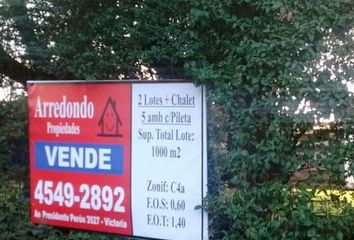 Arredondo
Propiedades
VENDE
4549-2892
Av. Presidente Perón 3527 - Victoria
2 Lotes + Chalet
5 amb c/Pileta
Sup. Total Lote:
1000 m2
Zonif: C4a
F.O.S: 0,60
F.O.T: 1,40